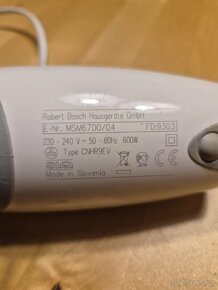 Robert Bosch Hausgeräte GmbH
E-Nr. MSM6700/04 FD.9303
220 - 240 V ~ 50 - 60Hz 600W
Type CNHR9EV
Made in Slovenia